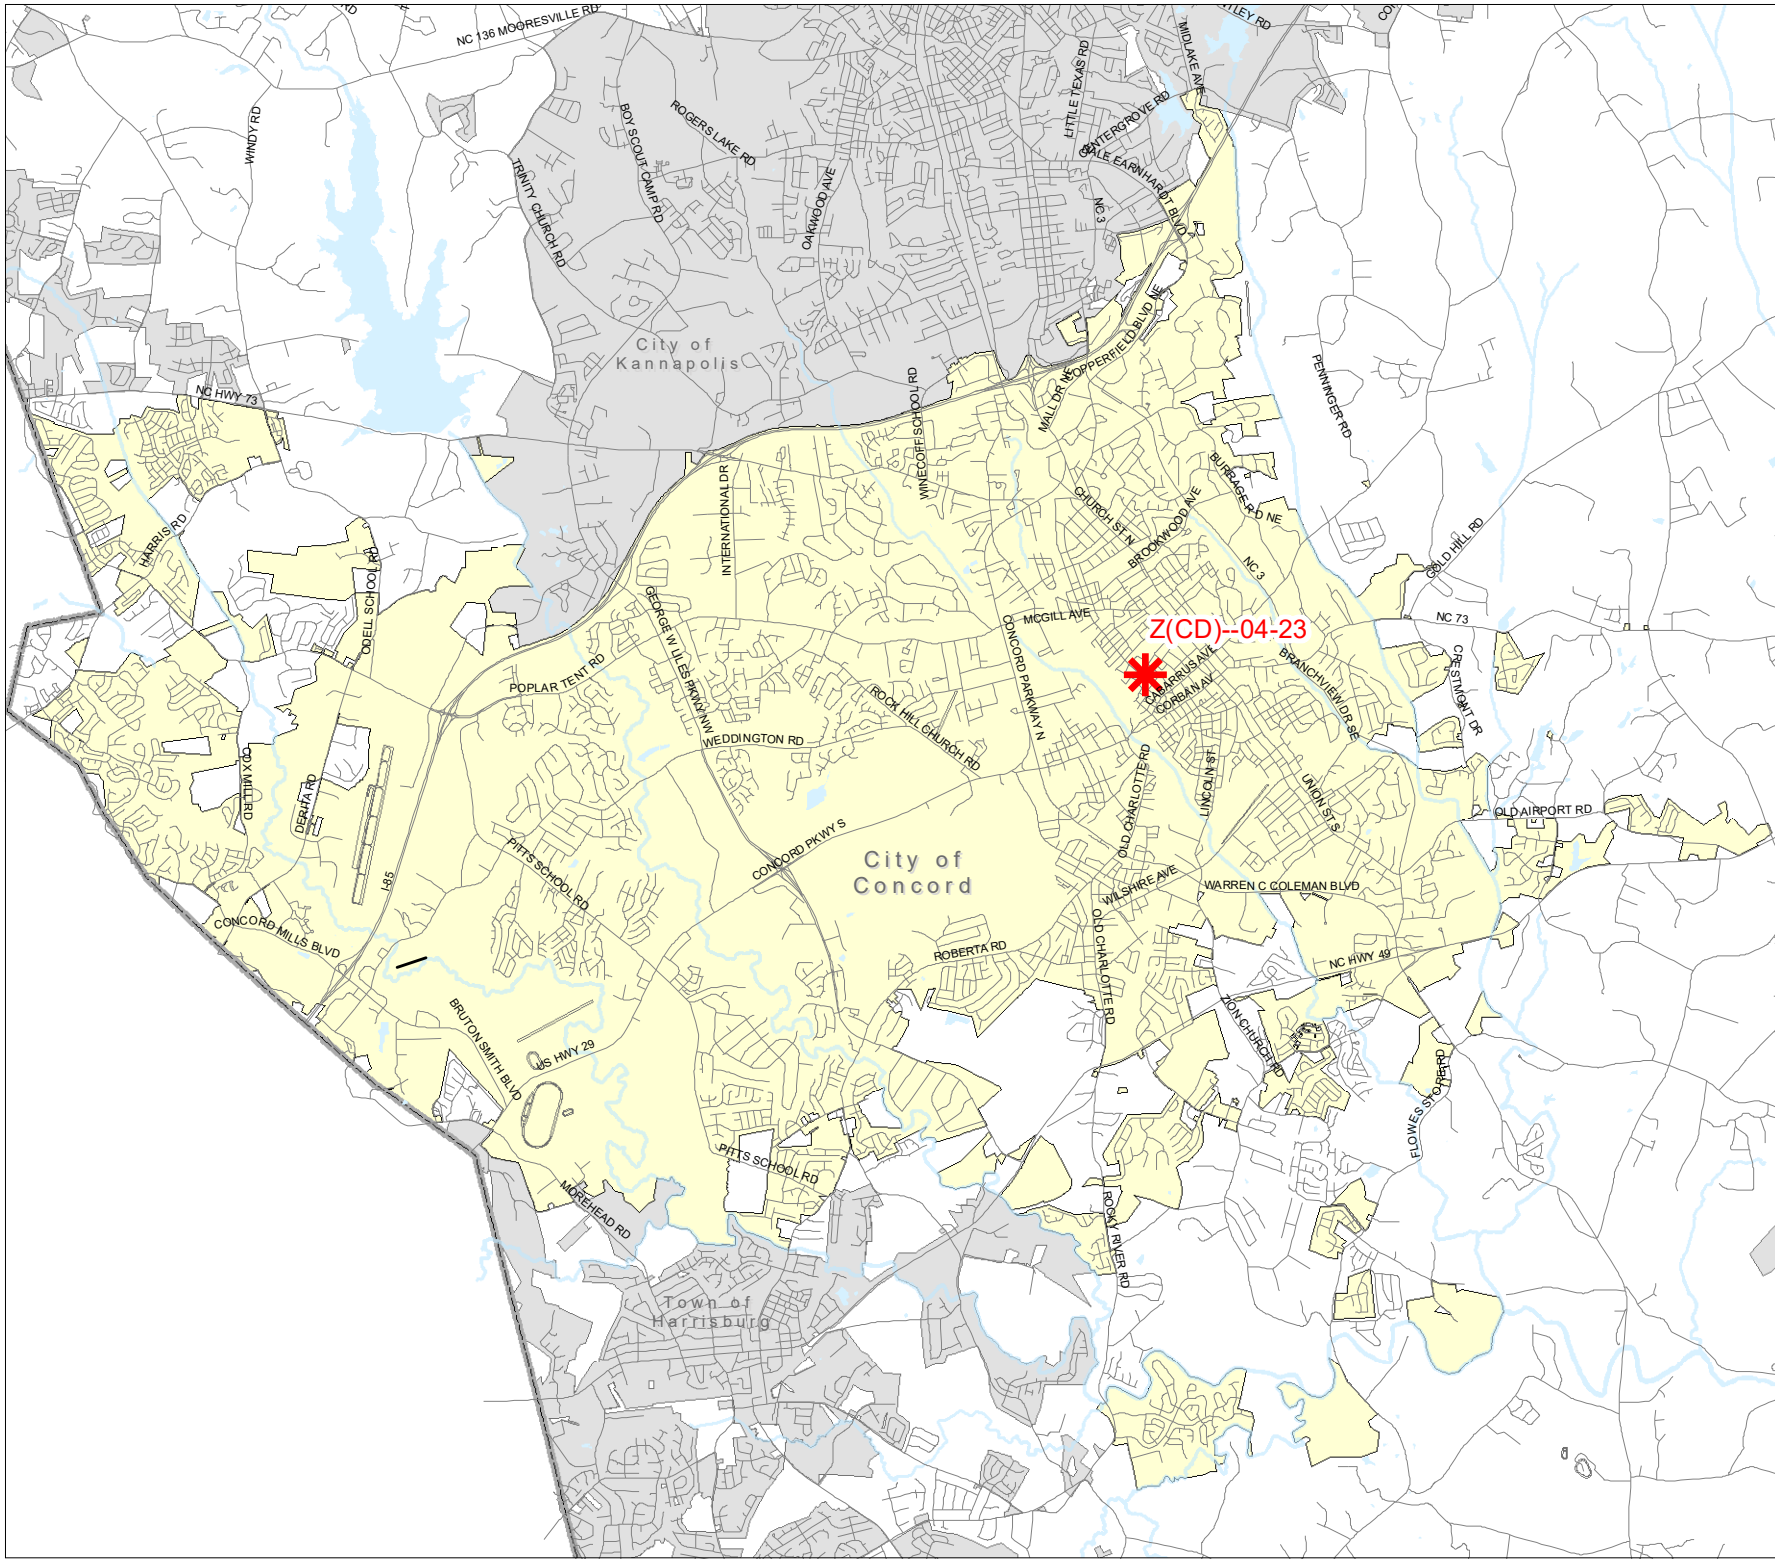 NC 136 MOORESVILLE RD
RD
TLEY RD
MIDLAKE AVE
WINDY RD
BOY SCOUT CAMP RD
ROGERS LAKE RD
LITTLE TEXAS RD
CENTERGROVE RD
DALE EARNHARDT BLVD
TRINITY CHURCH RD
OAKWOOD AVE
NC 3
City of
Kannapolis
COPPERFIELD BLVD NE
MALL DR NE
PENNINGER RD
NC HWY 73
WINECOFF SCHOOL RD
INTERNATIONAL DR
BURRAGE RD NE
CHURCH ST N
BROOKWOOD AVE
HARRIS RD
ODELL SCHOOL RD
NC 3
GOLD HILL RD
GEORGE W LILES PKWY NW
MCGILL AVE
NC 73
Z(CD)--04-23
CONCORD PARKWAY N
CABARRUS AVE
CORBAN AV
BRANCHVIEW DR SE
CRESTMONT DR
POPLAR TENT RD
ROCK HILL CHURCH RD
WEDDINGTON RD
COX MILL RD
DERITA RD
OLD CHARLOTTE RD
LINCOLN ST
UNION ST S
OLD AIRPORT RD
CONCORD PKWY S
PITTS SCHOOL RD
I-85
City of
Concord
WILSHIRE AVE
WARREN C COLEMAN BLVD
CONCORD MILLS BLVD
ROBERTA RD
OLD CHARLOTTE RD
NC HWY 49
ZION CHURCH RD
BRUTON SMITH BLVD
US HWY 29
FLOWES STORE RD
PITTS SCHOOL RD
MOREHEAD RD
ROCKY RIVER RD
Town of
Harrisburg